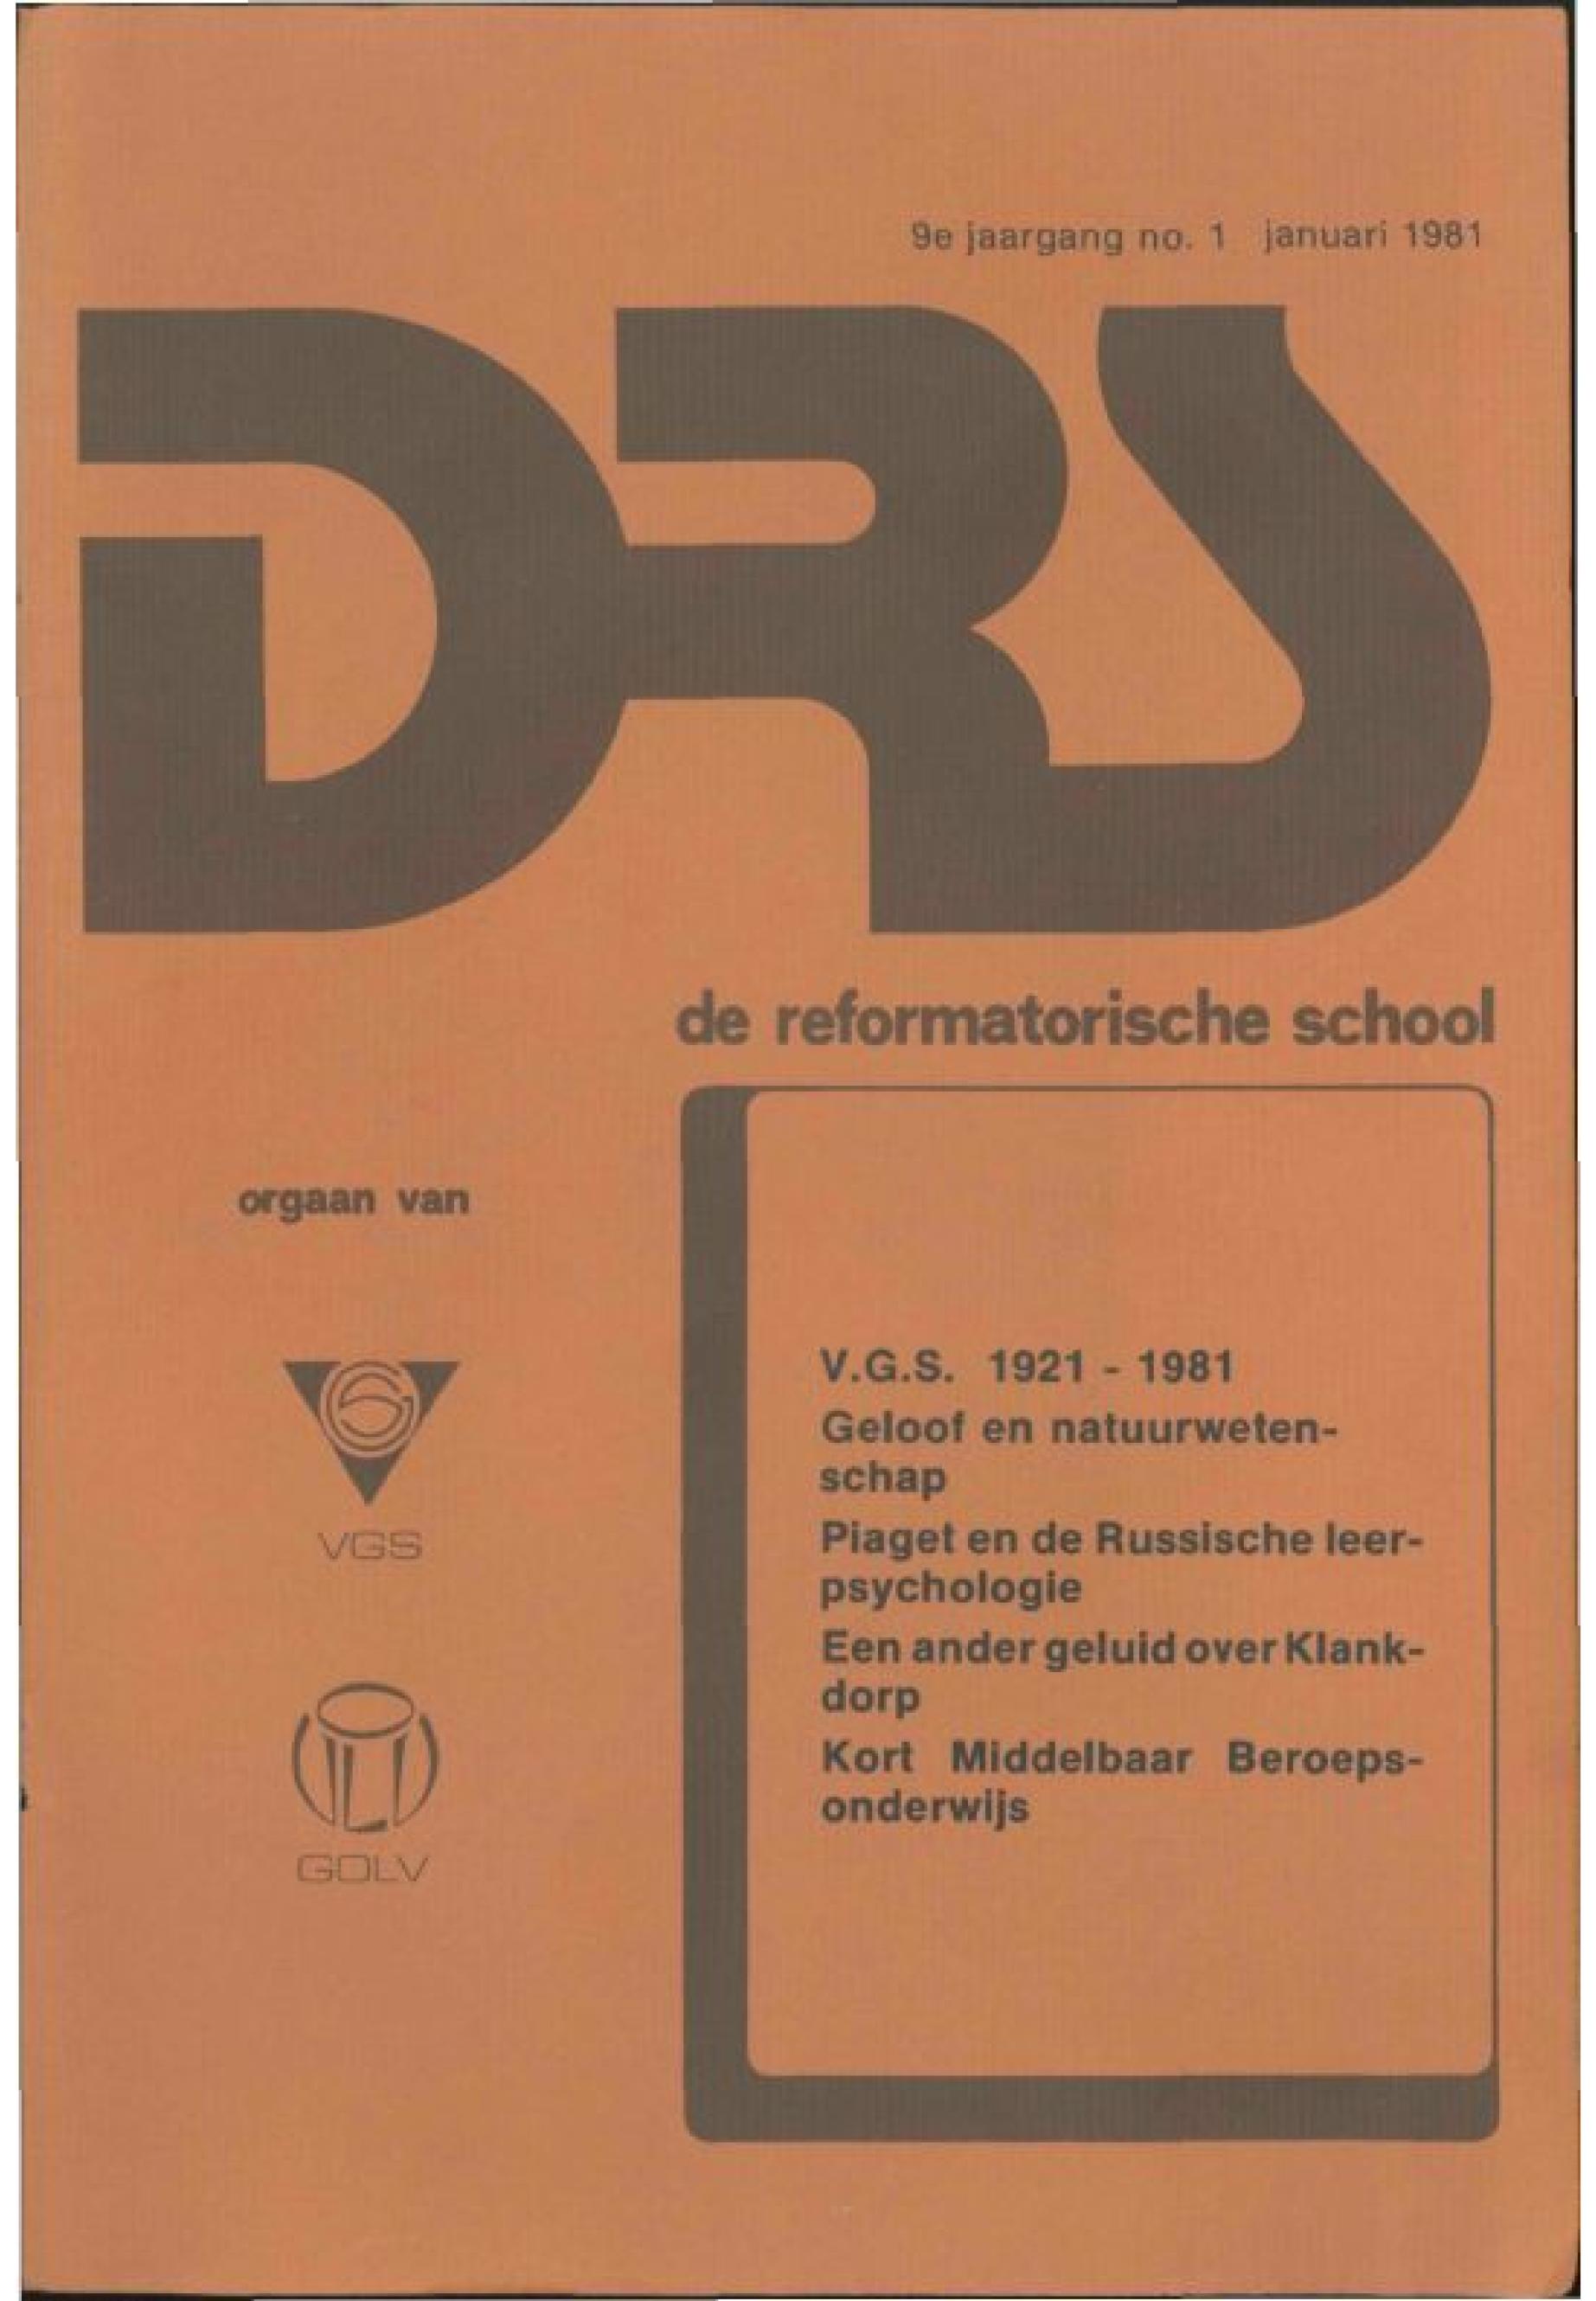 9e jaargang no. 1 januari 1981
DRS
de reformatorische school
orgaan van
VGS
GOLV
V.G.S. 1921 - 1981
Geloof en natuurweten-
schap
Piaget en de Russische leer-
psychologie
Een ander geluid over Klank-
dorp
Kort Middelbaar Beroeps-
onderwijs